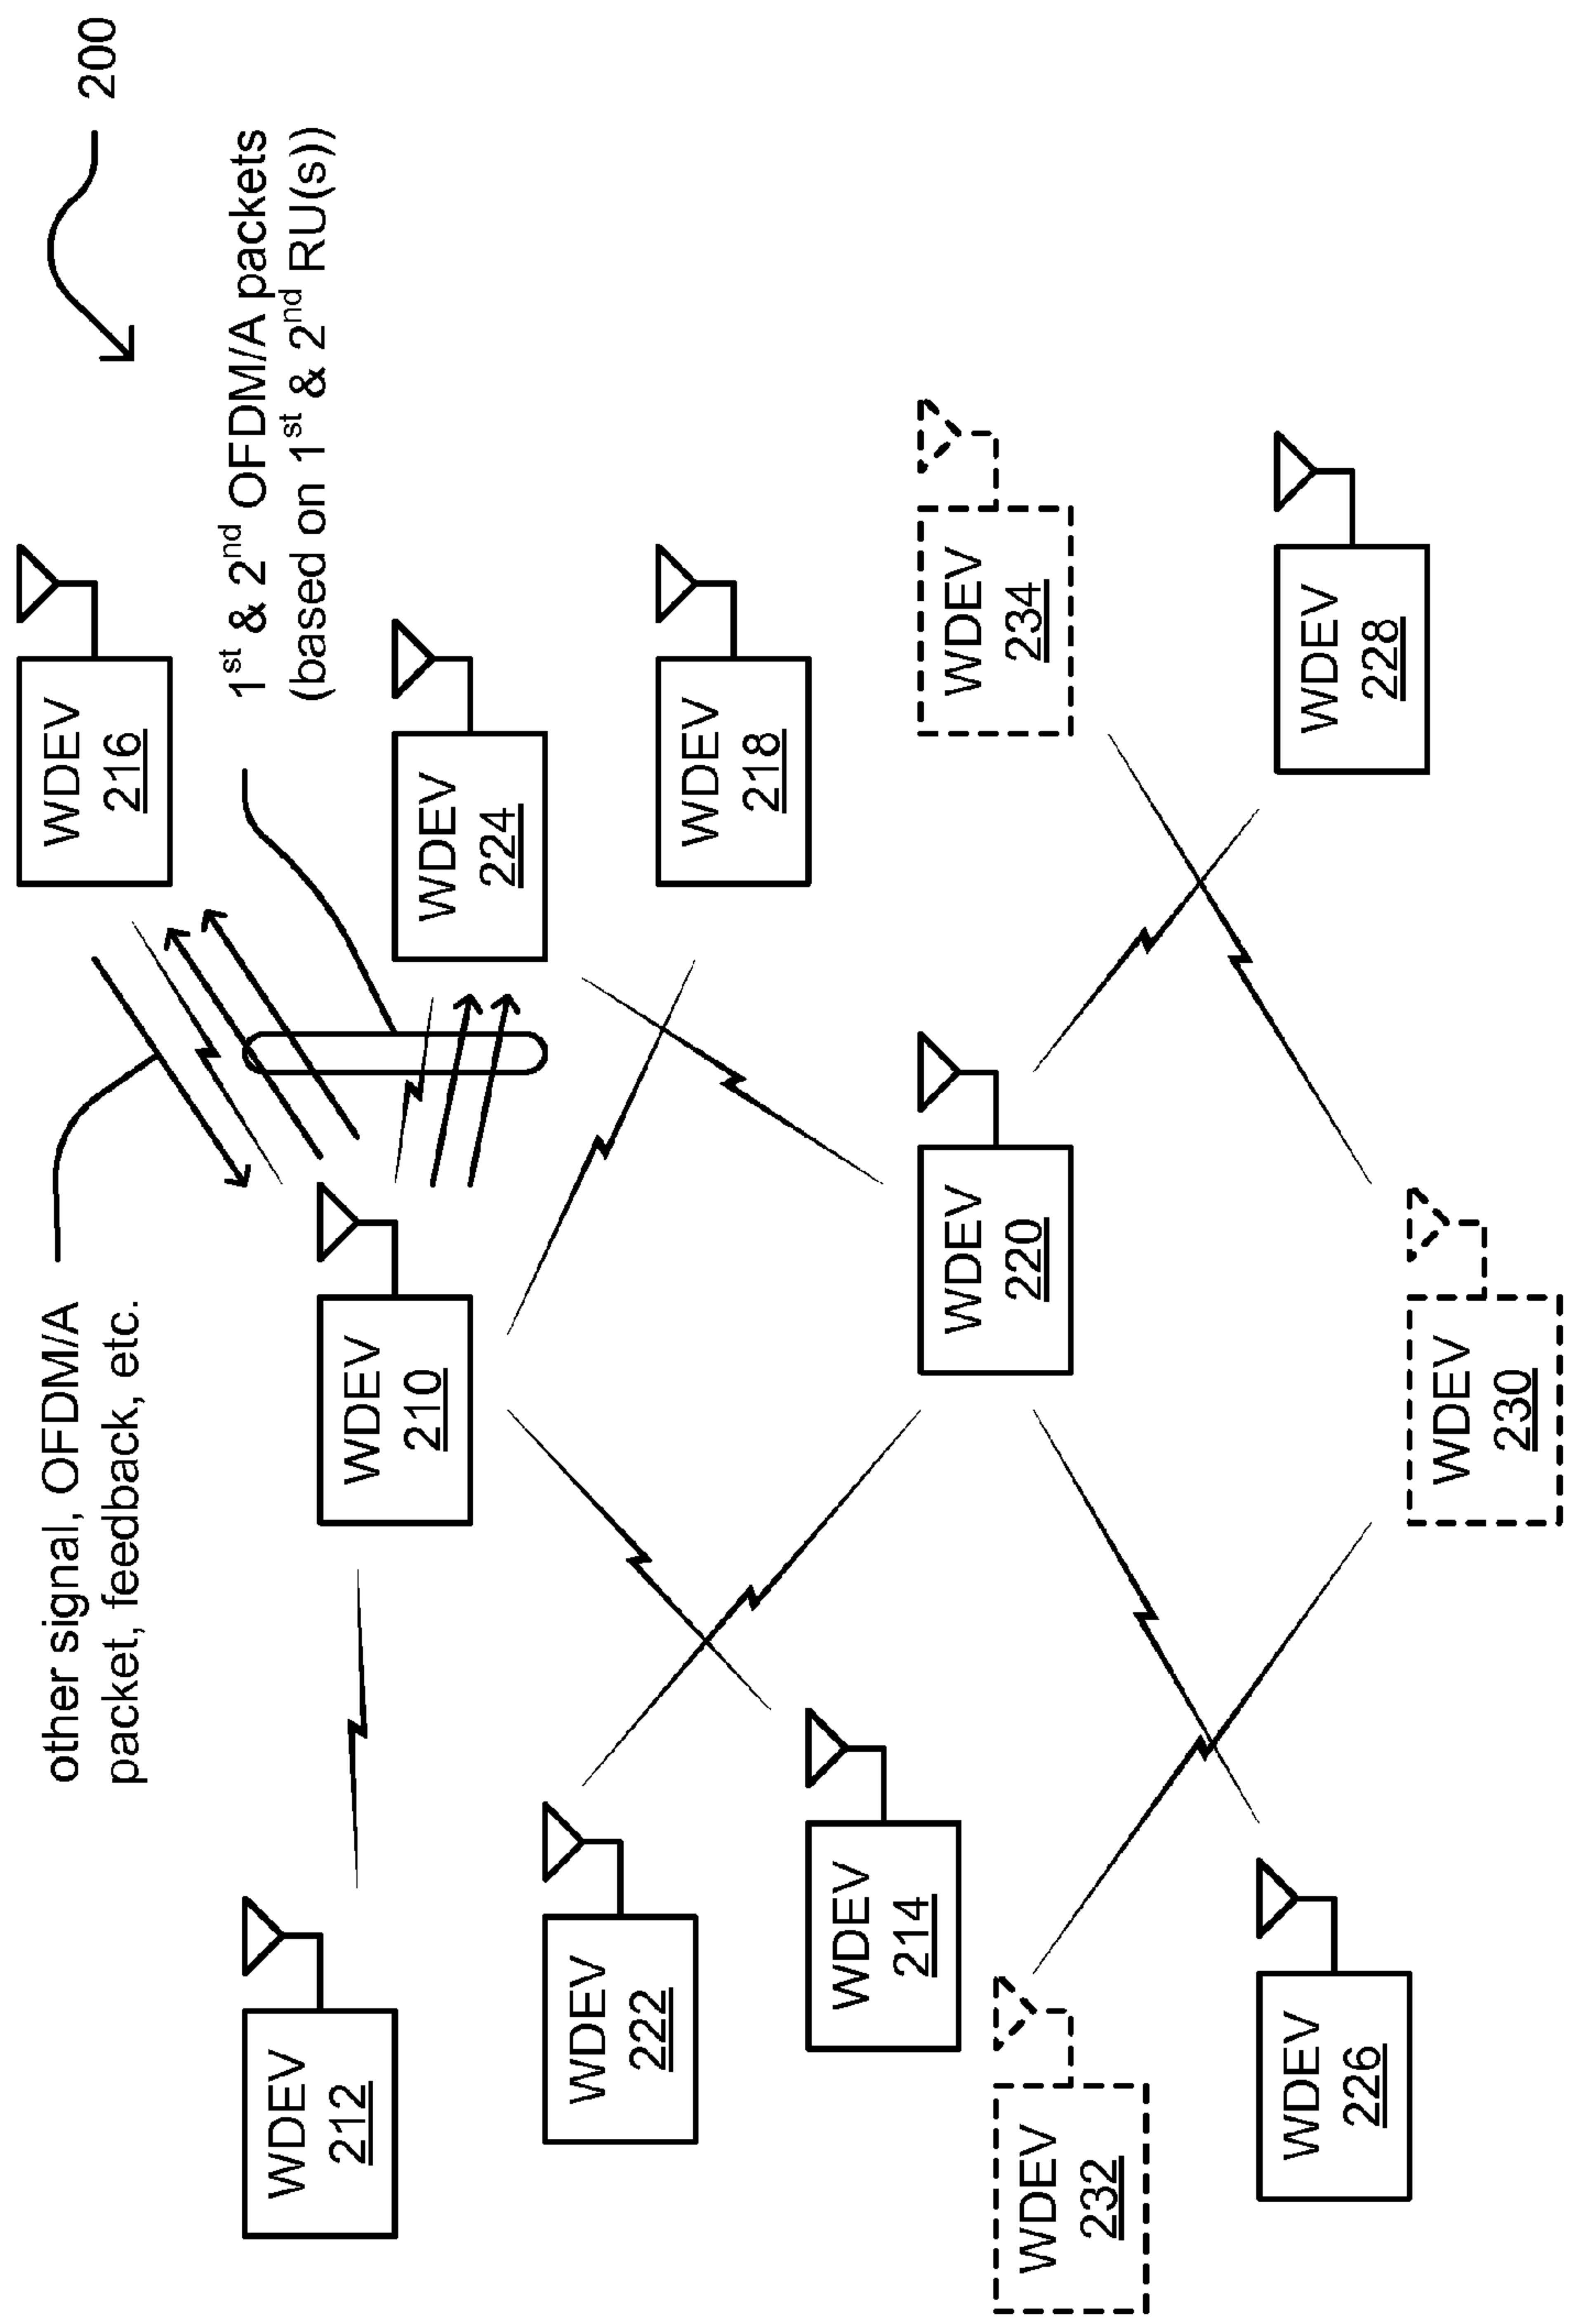 200
other signal, OFDM/A
packet, feedback, etc.
1st & 2nd OFDM/A packets
(based on 1st & 2nd RU(s))
WDEV
216
WDEV
212
WDEV
210
WDEV
224
WDEV
222
WDEV
218
WDEV
214
WDEV
220
WDEV
234
WDEV
232
WDEV
226
WDEV
228
WDEV
230